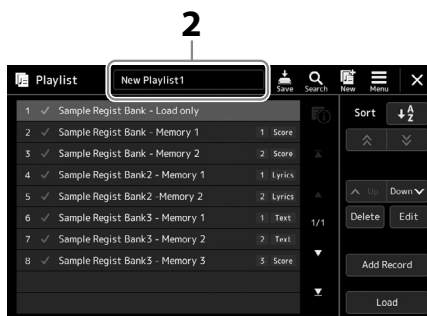 2
Playlist New Playlist1 Save Search New Menu
1 Sample Regist Bank - Load only
2 Sample Regist Bank - Memory 1 1 Score
3 Sample Regist Bank - Memory 2 2 Score
4 Sample Regist Bank2 - Memory 1 1 Lyrics
5 Sample Regist Bank2 -Memory 2 2 Lyrics
6 Sample Regist Bank3 - Memory 1 1 Text
7 Sample Regist Bank3 - Memory 2 2 Text
8 Sample Regist Bank3 - Memory 3 3 Score
1/1
Sort A Z
Up Down
Delete Edit
Add Record
Load